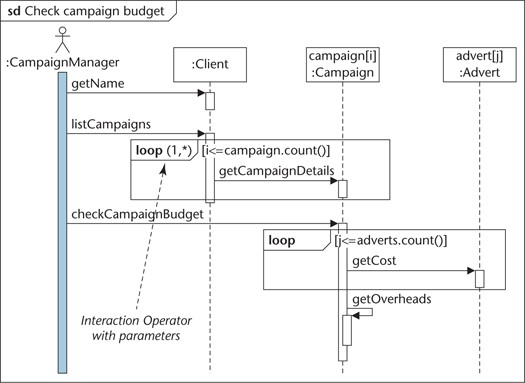 sd Check campaign budget
:CampaignManager
:Client
campaign[i]
:Campaign
advert[j]
:Advert
getName
listCampaigns
loop (1,*)
[i<=campaign.count()]
getCampaignDetails
checkCampaignBudget
loop
[j<=adverts.count()]
getCost
getOverheads
Interaction Operator
with parameters